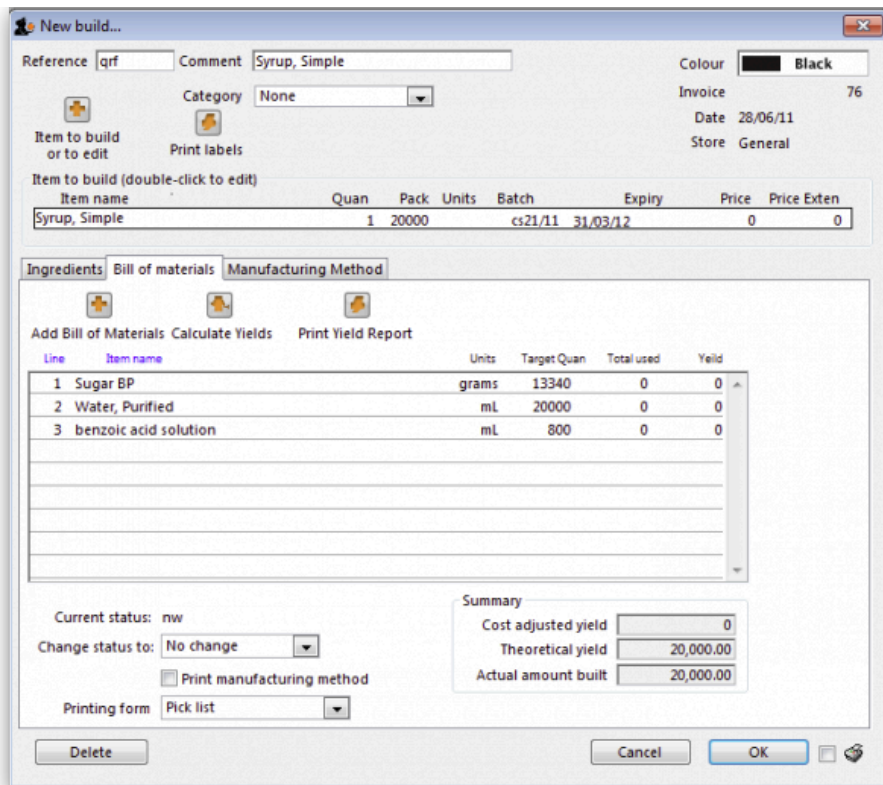 New build...
Reference qrf Comment Syrup, Simple
Colour Black
Category None
Invoice 76
Date 28/06/11
Item to build
or to edit
Print labels
Store General
Item to build (double-click to edit)
Item name Quan Pack Units Batch Expiry Price Price Exten
Syrup, Simple 1 20000 cs21/11 31/03/12 0 0
Ingredients Bill of materials Manufacturing Method
Add Bill of Materials Calculate Yields Print Yield Report
Line Item name Units Target Quan Total used Yeild
1 Sugar BP grams 13340 0 0
2 Water, Purified mL 20000 0 0
3 benzoic acid solution mL 800 0 0
Current status: nw
Change status to: No change
Print manufacturing method
Printing form Pick list
Summary
Cost adjusted yield 0
Theoretical yield 20,000.00
Actual amount built 20,000.00
Delete Cancel OK